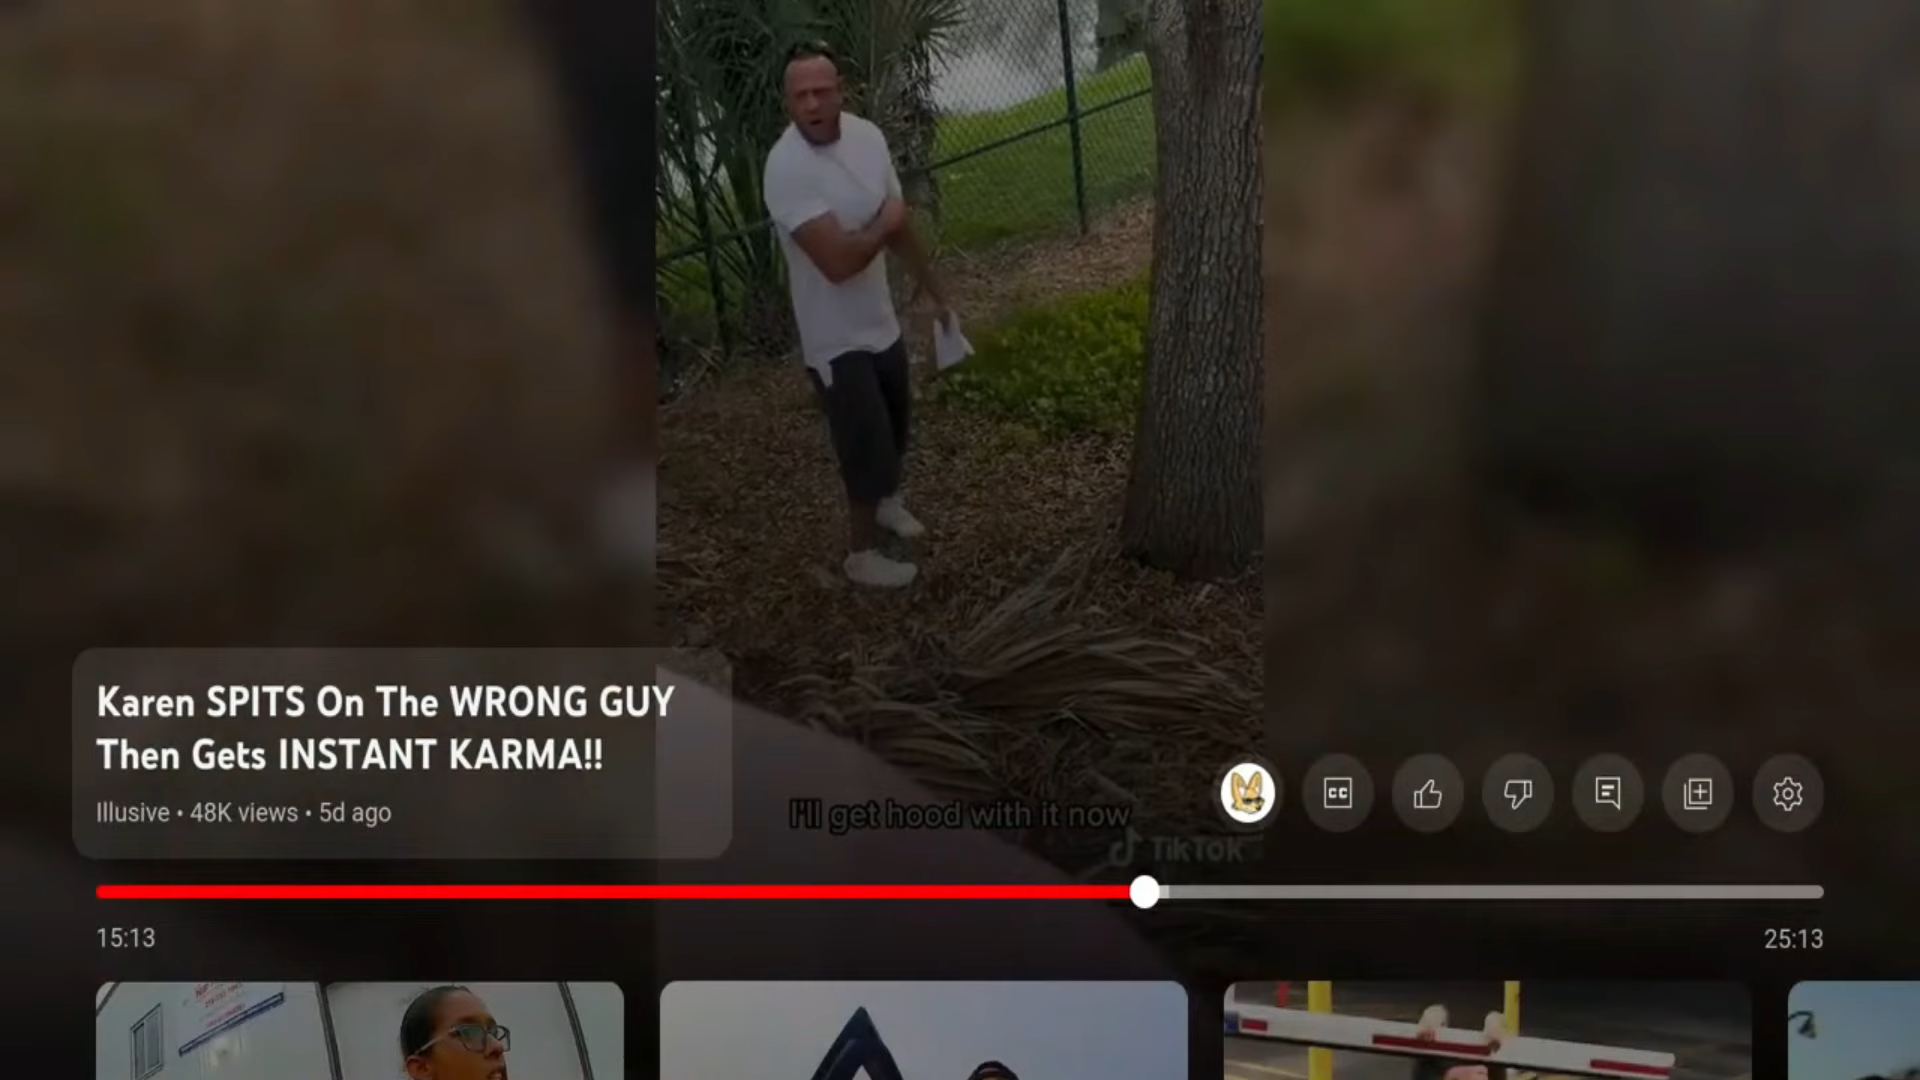 Karen SPITS On The WRONG GUY
Then Gets INSTANT KARMA!!
Illusive • 48K views • 5d ago
I'll get hood with it now
TikTok
CC
15:13
25:13